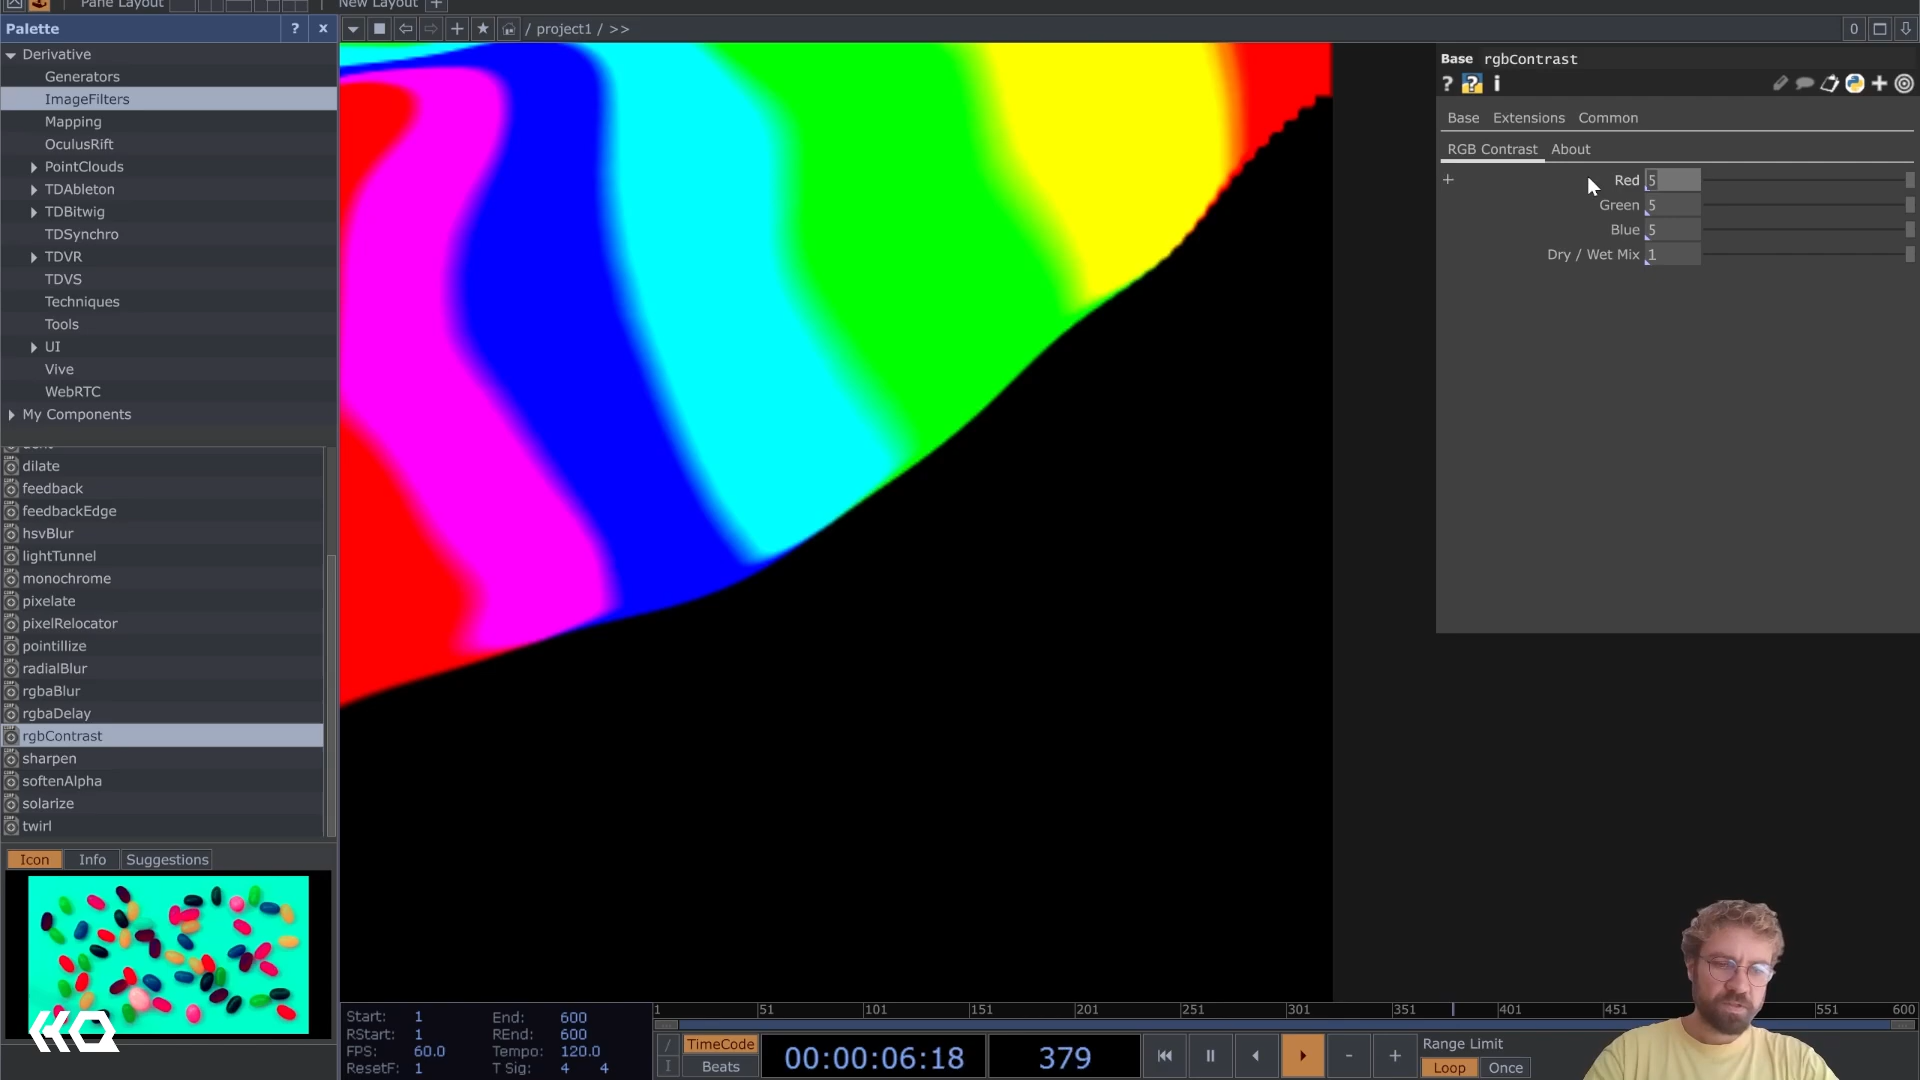 Pane Layout
New Layout
Palette ? x
/ project1 / >>
0
Derivative
Generators
ImageFilters
Mapping
OculusRift
PointClouds
TDAbleton
TDBitwig
TDSynchro
TDVR
TDVS
Techniques
Tools
UI
Vive
WebRTC
My Components
dilate
feedback
feedbackEdge
hsvBlur
lightTunnel
monochrome
pixelate
pixelRelocator
pointillize
radialBlur
rgbaBlur
rgbaDelay
rgbContrast
sharpen
softenAlpha
solarize
twirl
Icon Info Suggestions
HQ
Base rgbContrast
? ? i
Base Extensions Common
RGB Contrast About
+ Red 5
Green 5
Blue 5
Dry / Wet Mix 1
Start: 1 End: 600
RStart: 1 REnd: 600
FPS: 60.0 Tempo: 120.0
ResetF: 1 T Sig: 4 4
1 51 101 151 201 251 301 351 401 451 551 600
TimeCode
Beats
00:00:06:18
379
- +
Range Limit
Loop Once